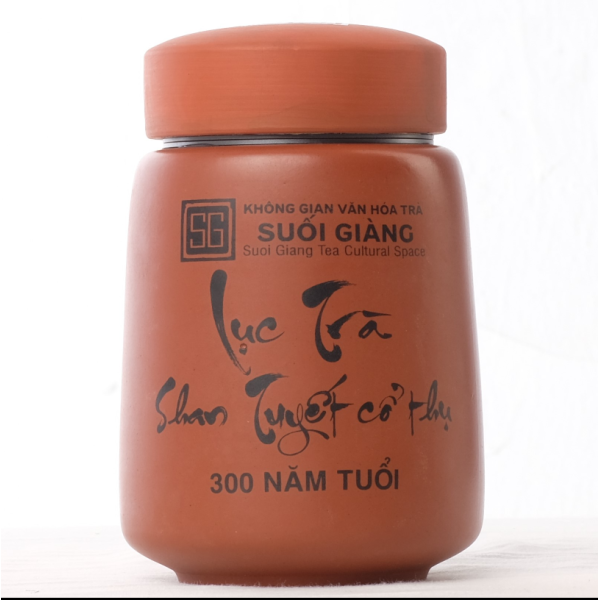 SG
KHÔNG GIAN VĂN HÓA TRÀ
SUỐI GIÀNG
Suoi Giang Tea Cultural Space
Lục Trà
Shan Tuyết cổ thụ
300 NĂM TUỔI